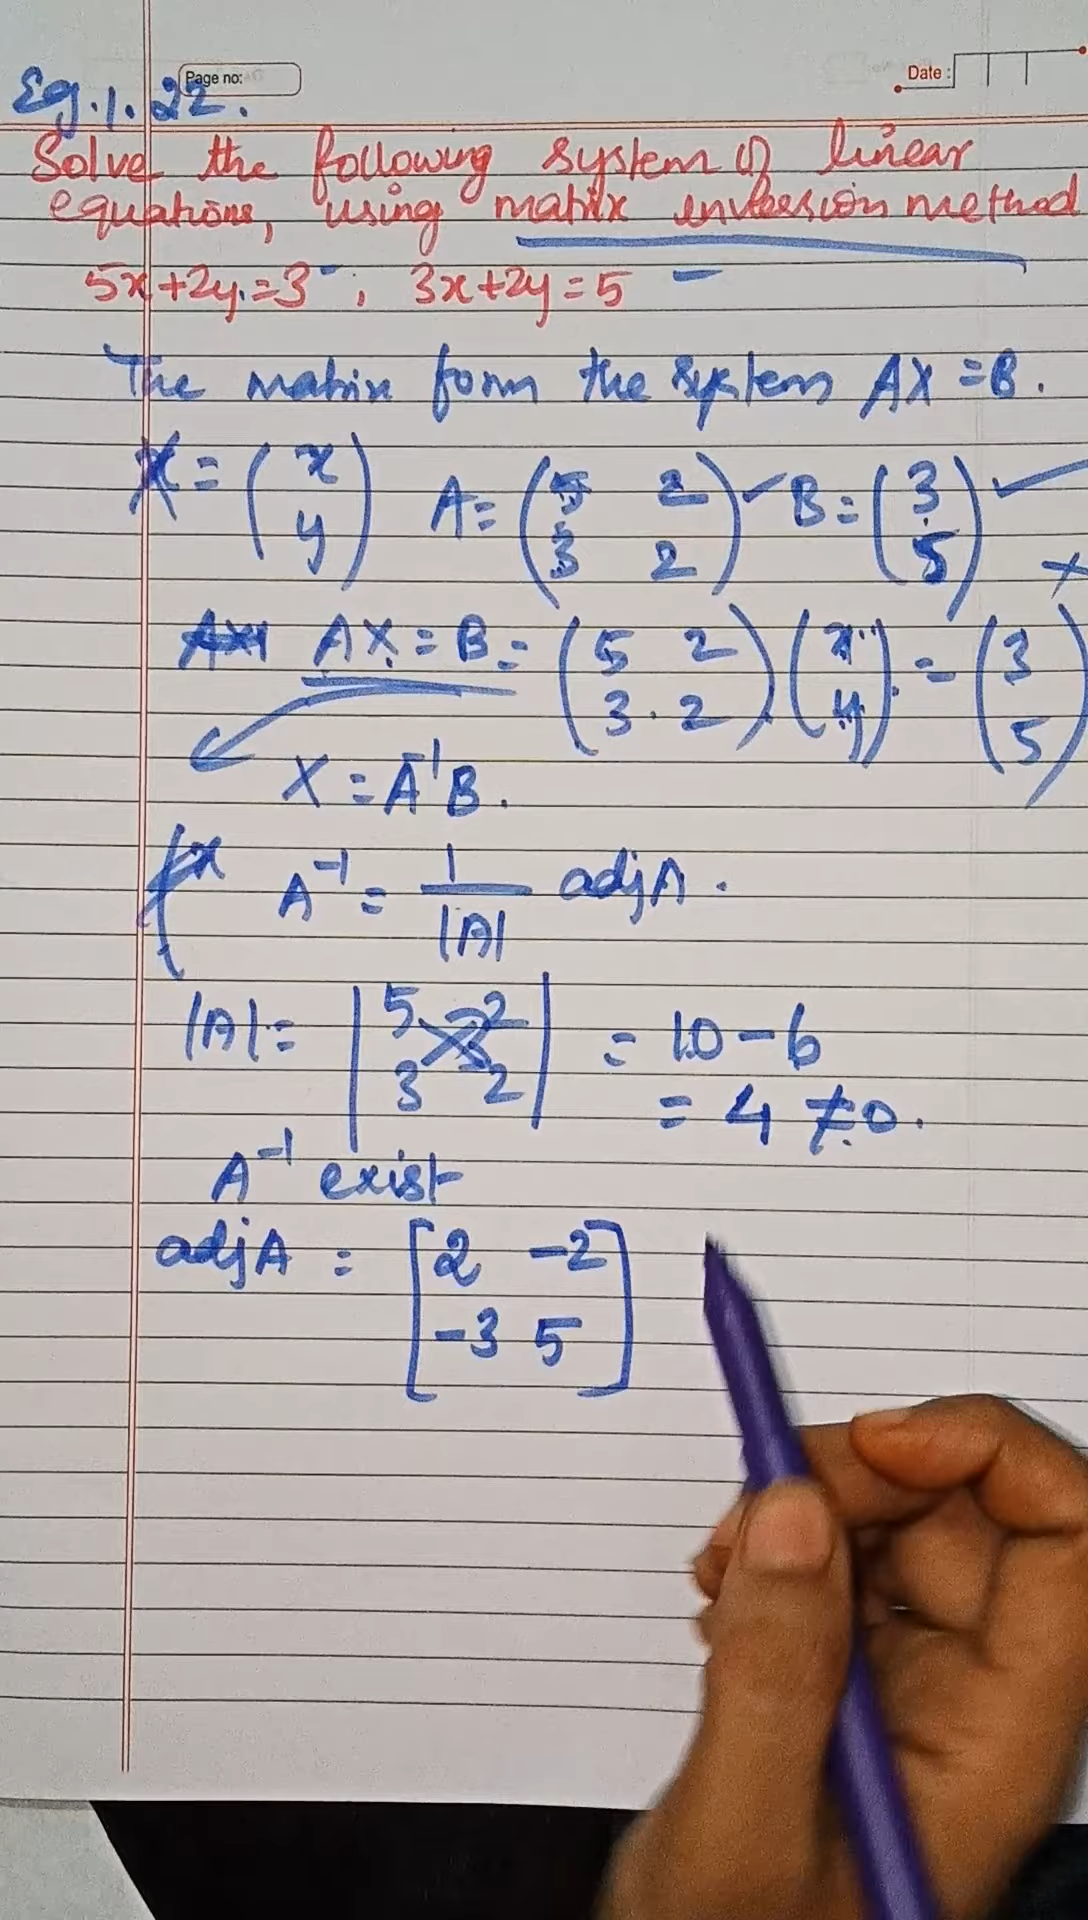 Page no:
Date :
Eg.1.22.
Solve the following system of linear
equations, using matrix inversion method
5x+2y=3 ; 3x+2y=5
The matrix form the system AX =B.
X = (x y) A= (5 2 3 2) B= (3 5)
AX = B = (5 2 3 2) (x y) = (3 5)
X = A⁻¹B.
A⁻¹ = 1/|A| adjA .
|A| = |5 2 3 2| = 10 - 6
= 4 ≠0.
A⁻¹ exist
adjA = [2 -2 -3 5]